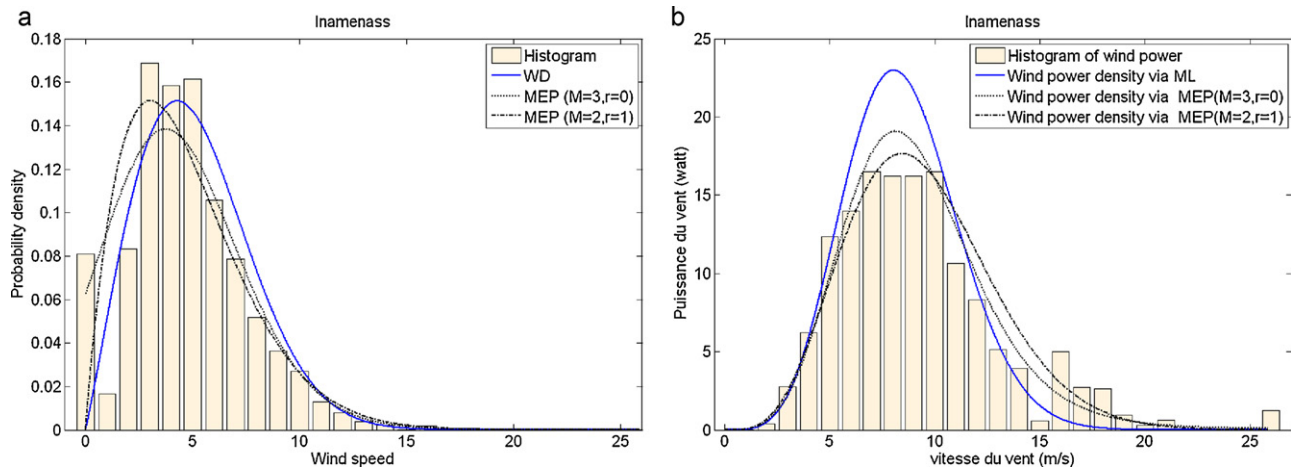 a
Inamenass
0.18
0.16
0.14
0.12
0.1
0.08
0.06
0.04
0.02
0
Probability density
Histogram
WD
MEP (M=3,r=0)
MEP (M=2,r=1)
0 5 10 15 20 25
Wind speed
b
Inamenass
25
20
15
10
5
0
Puissance du vent (watt)
Histogram of wind power
Wind power density via ML
Wind power density via MEP(M=3,r=0)
Wind power density via MEP(M=2,r=1)
0 5 10 15 20 25
vitesse du vent (m/s)